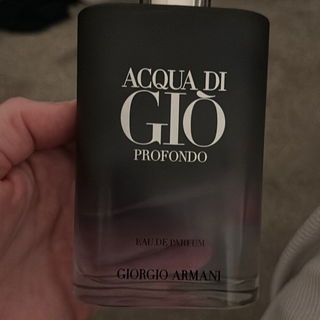 ACQUA DI
GIÒ
PROFONDO
EAU DE PARFUM
GIORGIO ARMANI